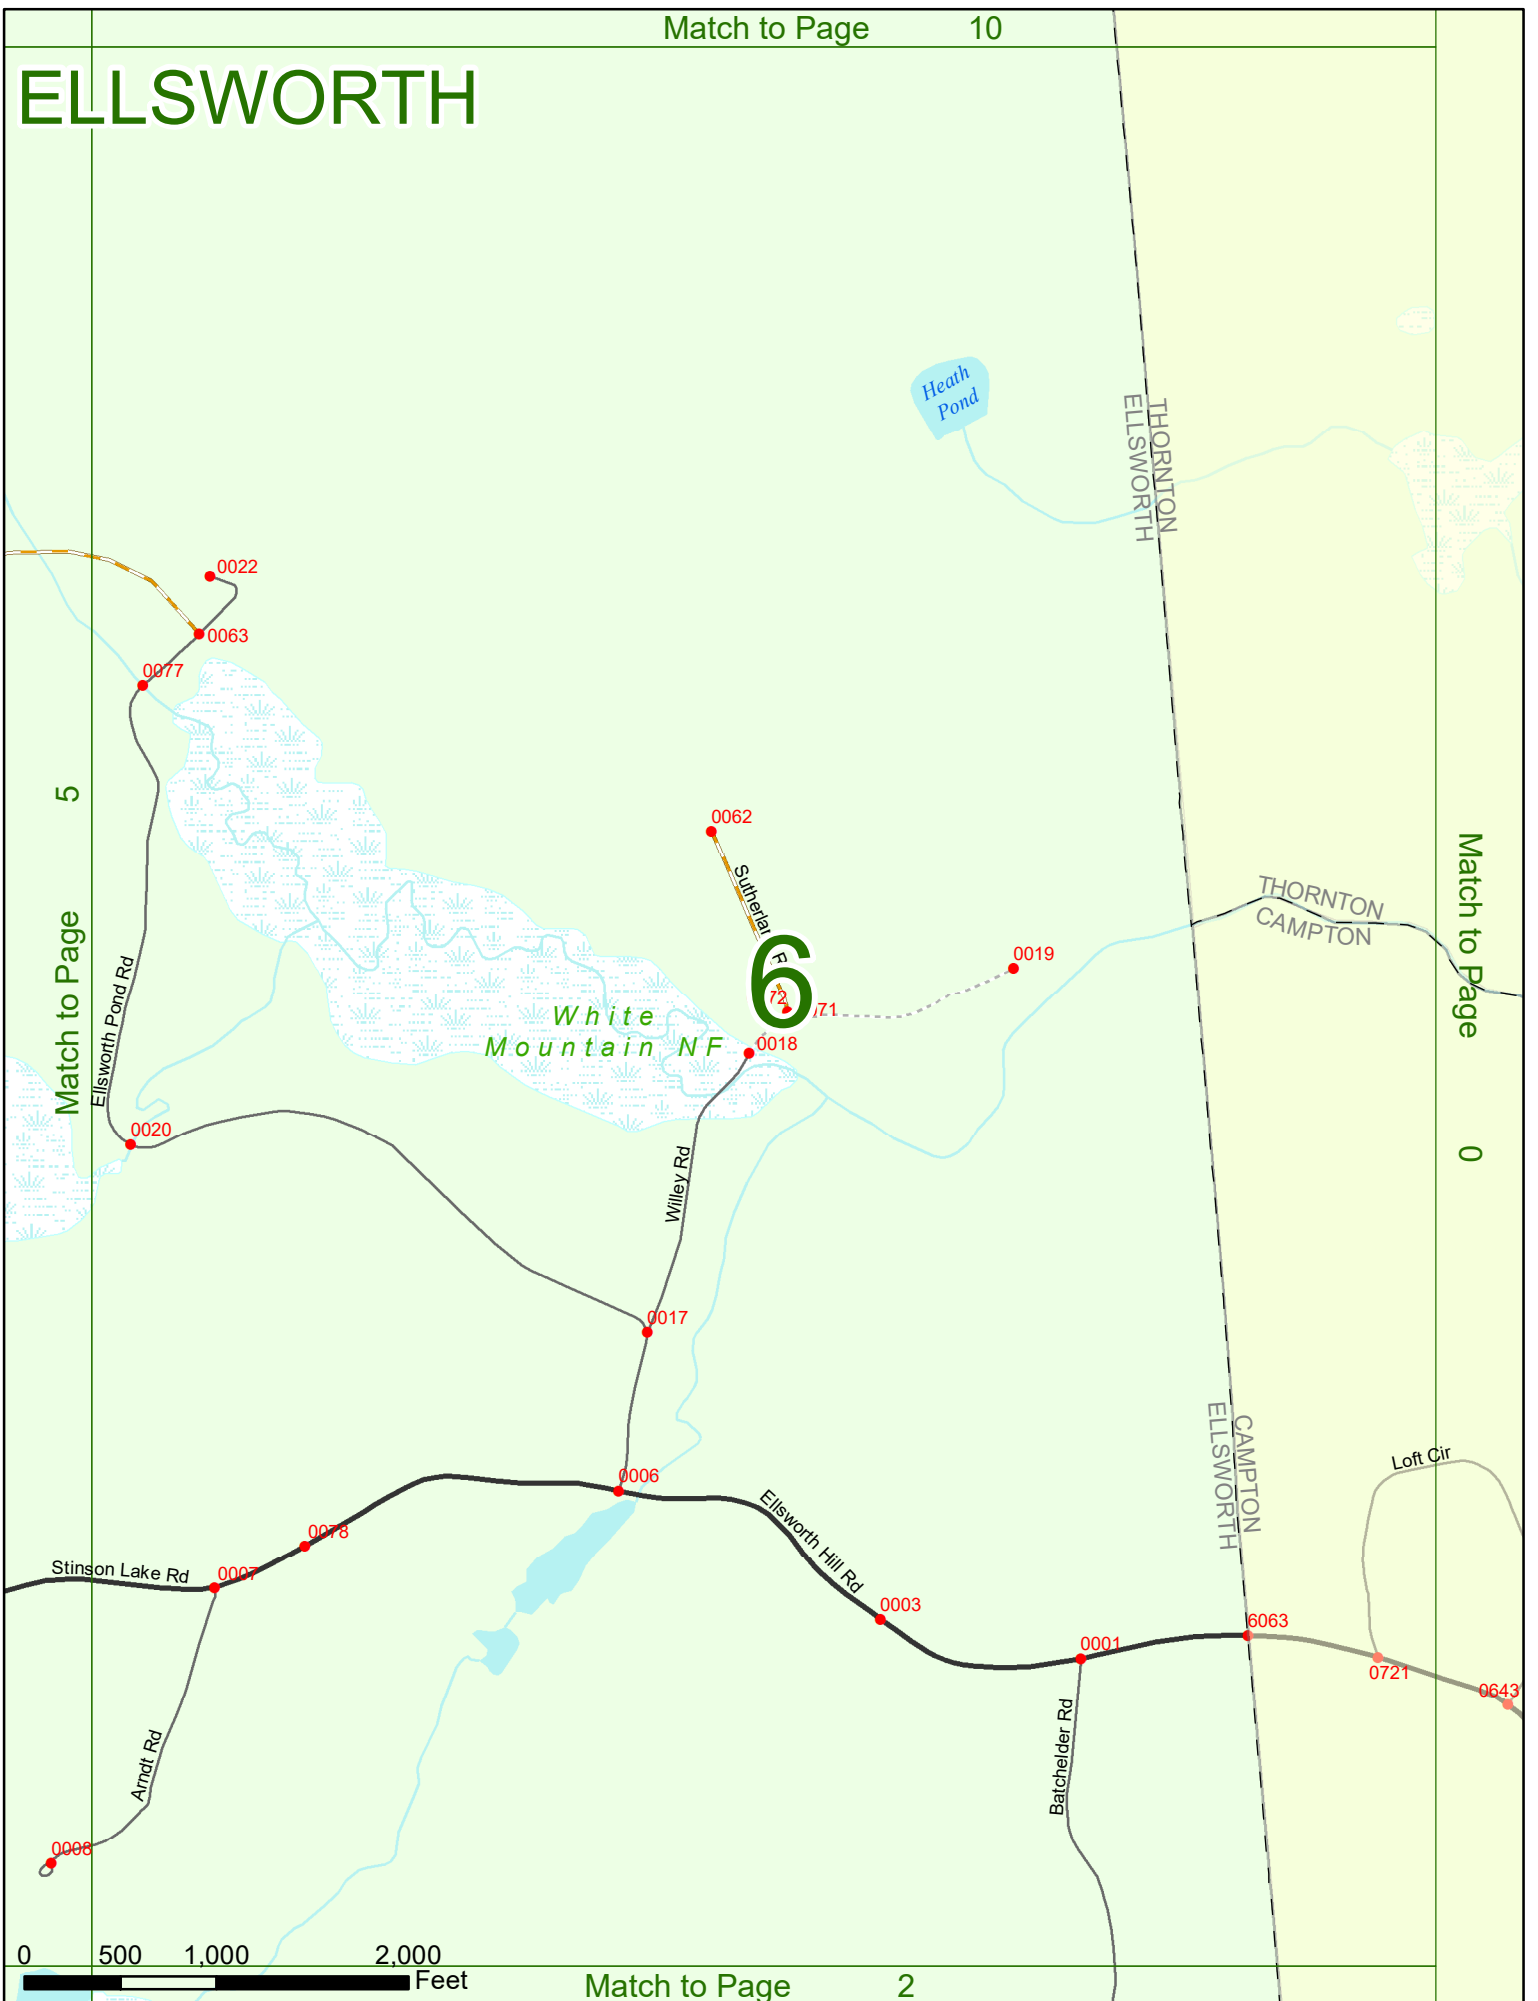 Match to Page 10
ELLSWORTH
Heath
Pond
THORNTON
ELLSWORTH
0022
0063
0077
5
Match to Page
0062
THORNTON
CAMPTON
Match to Page
0
0019
6
72
71
White
Mountain NF
0018
Ellsworth Pond Rd
0020
Willey Rd
0017
CAMPTON
ELLSWORTH
Loft Cir
0006
Ellsworth Hill Rd
0078
Stinson Lake Rd
0007
0003
6063
0001
0721
0643
Arndt Rd
Batchelder Rd
0008
0 500 1,000 2,000
Feet
Match to Page 2